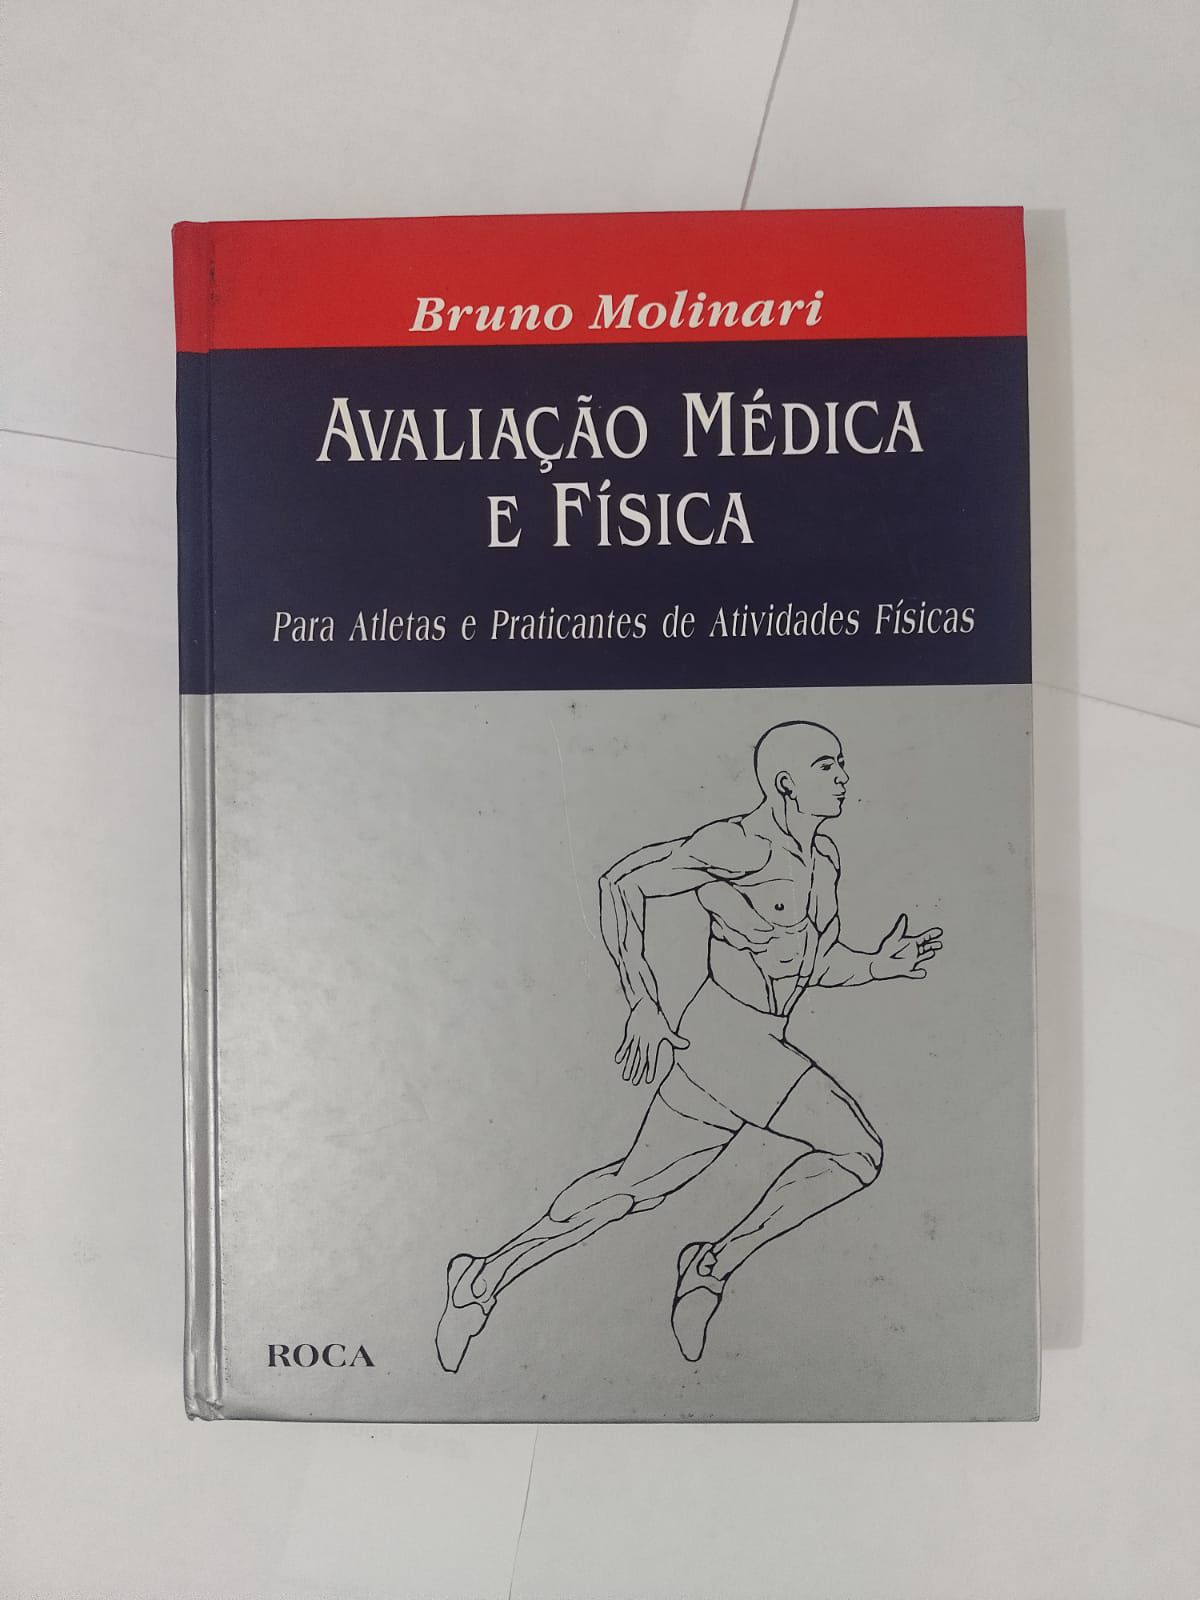 Bruno Molinari
AVALIAÇÃO MÉDICA
E FÍSICA
Para Atletas e Praticantes de Atividades Físicas
ROCA